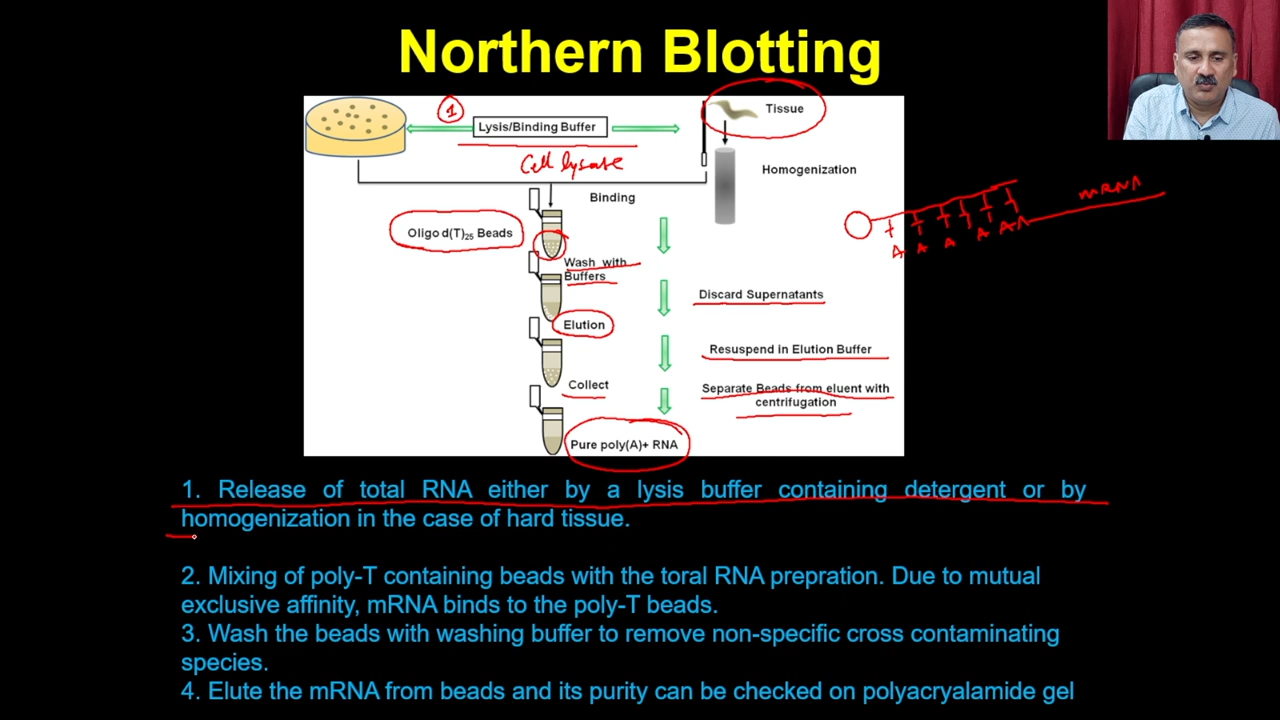 Northern Blotting
1
Tissue
Lysis/Binding Buffer
Cell lysate
Homogenization
mRNA
Binding
Oligo d(T)25 Beads
A A A A A A
Wash with
Buffers
Discard Supernatants
Elution
Resuspend in Elution Buffer
Collect
Separate Beads from eluent with
centrifugation
Pure poly(A)+ RNA
1. Release of total RNA either by a lysis buffer containing detergent or by
homogenization in the case of hard tissue.
2. Mixing of poly-T containing beads with the toral RNA prepration. Due to mutual
exclusive affinity, mRNA binds to the poly-T beads.
3. Wash the beads with washing buffer to remove non-specific cross contaminating
species.
4. Elute the mRNA from beads and its purity can be checked on polyacryalamide gel